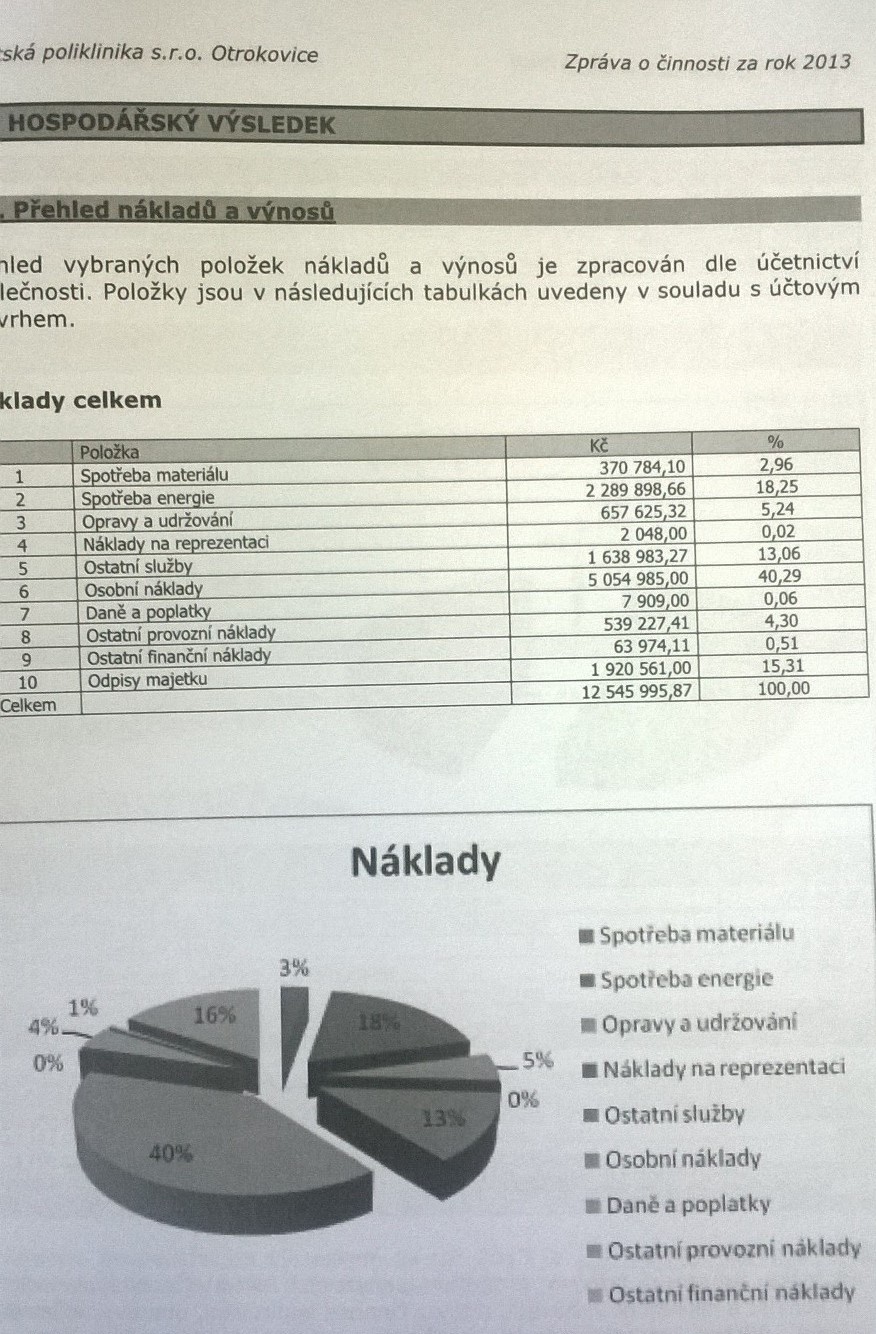 ská poliklinika s.r.o. Otrokovice
Zpráva o činnosti za rok 2013
HOSPODÁŘSKÝ VÝSLEDEK
. Přehled nákladů a výnosů
hled vybraných položek nákladů a výnosů je zpracován dle účetnictví
lečnosti. Položky jsou v následujících tabulkách uvedeny v souladu s účtovým
vrhem.
klady celkem
Položka Kč %
1 Spotřeba materiálu 370 784,10 2,96
2 Spotřeba energie 2 289 898,66 18,25
3 Opravy a udržování 657 625,32 5,24
4 Náklady na reprezentaci 2 048,00 0,02
5 Ostatní služby 1 638 983,27 13,06
6 Osobní náklady 5 054 985,00 40,29
7 Daně a poplatky 7 909,00 0,06
8 Ostatní provozní náklady 539 227,41 4,30
9 Ostatní finanční náklady 63 974,11 0,51
10 Odpisy majetku 1 920 561,00 15,31
Celkem 12 545 995,87 100,00
Náklady
3%
18%
5%
0%
13%
40%
0%
4%
1%
16%
Spotřeba materiálu
Spotřeba energie
Opravy a udržování
Náklady na reprezentaci
Ostatní služby
Osobní náklady
Daně a poplatky
Ostatní provozní náklady
Ostatní finanční náklady